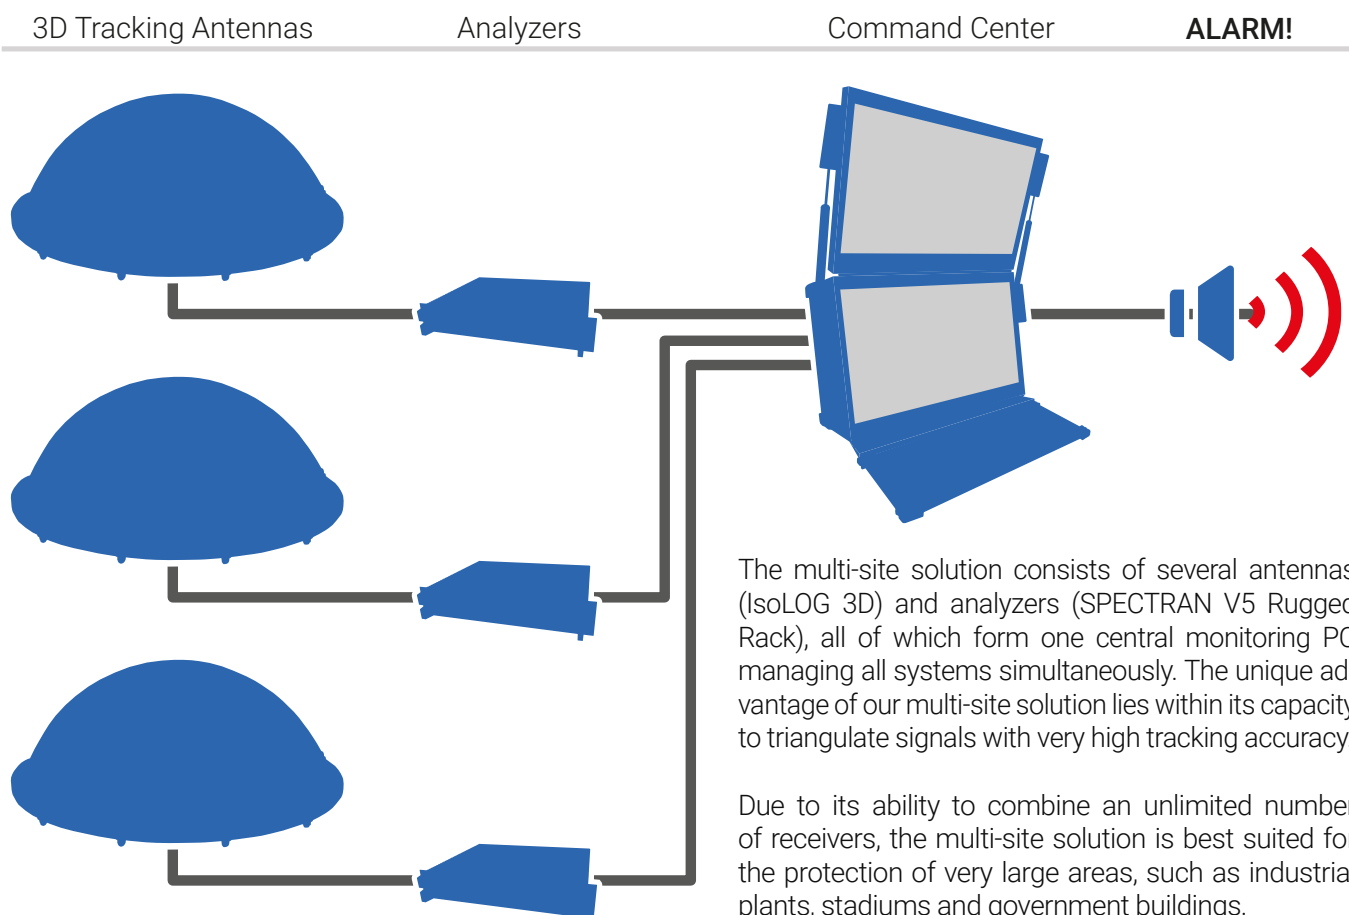 3D Tracking Antennas Analyzers Command Center ALARM!
The multi-site solution consists of several antennas
(IsoLOG 3D) and analyzers (SPECTRAN V5 Rugged
Rack), all of which form one central monitoring PC
managing all systems simultaneously. The unique ad
vantage of our multi-site solution lies within its capacity
to triangulate signals with very high tracking accuracy.
Due to its ability to combine an unlimited number
of receivers, the multi-site solution is best suited for
the protection of very large areas, such as industrial
plants, stadiums and government buildings.